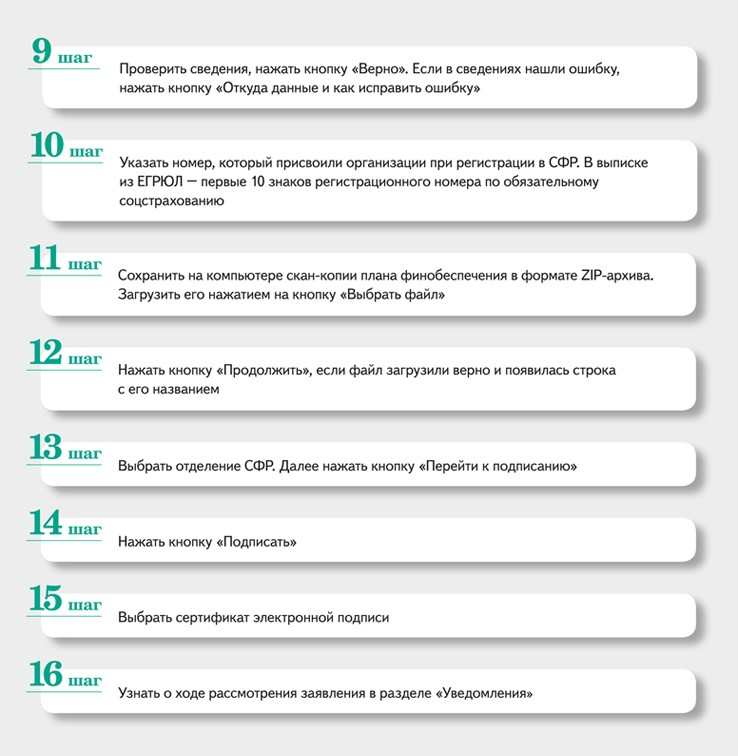 9 шаг
Проверить сведения, нажать кнопку «Верно». Если в сведениях нашли ошибку,
нажать кнопку «Откуда данные и как исправить ошибку»
10 шаг
Указать номер, который присвоили организации при регистрации в СФР. В выписке
из ЕГРЮЛ — первые 10 знаков регистрационного номера по обязательному
соцстрахованию
11 шаг
Сохранить на компьютере скан-копии плана финобеспечения в формате ZIP-архива.
Загрузить его нажатием на кнопку «Выбрать файл»
12 шаг
Нажать кнопку «Продолжить», если файл загрузили верно и появилась строка
с его названием
13 шаг
Выбрать отделение СФР. Далее нажать кнопку «Перейти к подписанию»
14 шаг
Нажать кнопку «Подписать»
15 шаг
Выбрать сертификат электронной подписи
16 шаг
Узнать о ходе рассмотрения заявления в разделе «Уведомления»